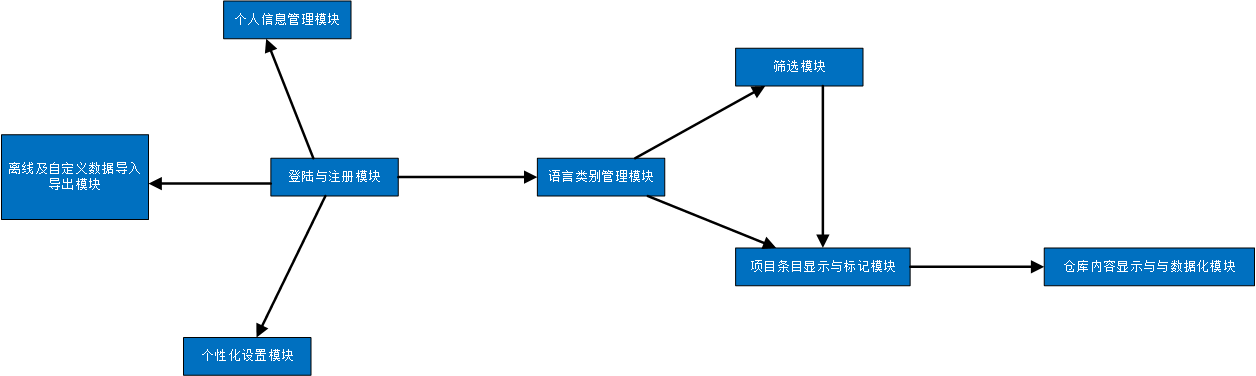 个人信息管理模块
筛选模块
离线及自定义数据导入
导出模块
登陆与注册模块
语言类别管理模块
项目条目显示与标记模块
仓库内容显示与与数据化模块
个性化设置模块